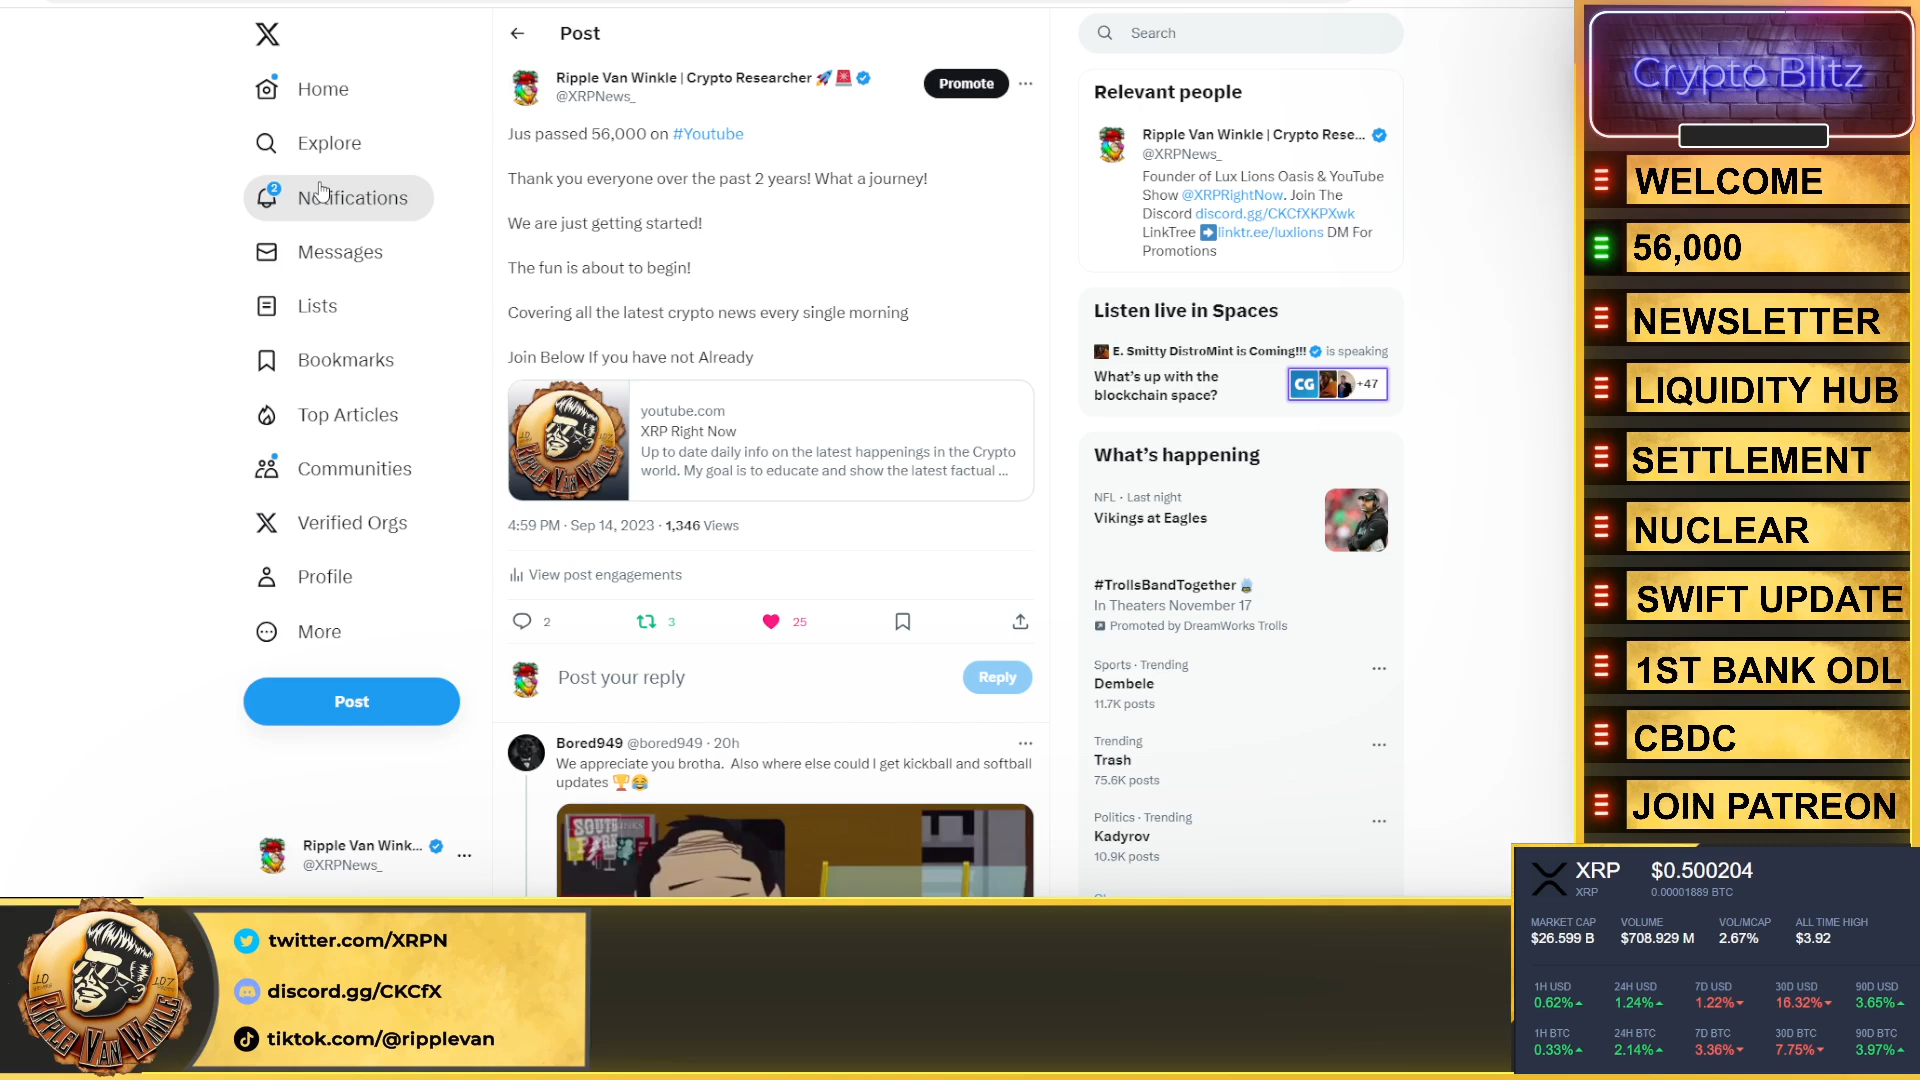 Home
Explore
2
Notifications
Messages
Lists
Bookmarks
Top Articles
Communities
Verified Orgs
Profile
More
Post
Ripple Van Wink...
@XRPNews_
Post
Ripple Van Winkle | Crypto Researcher
@XRPNews_
Promote
Jus passed 56,000 on #Youtube
Thank you everyone over the past 2 years! What a journey!
We are just getting started!
The fun is about to begin!
Covering all the latest crypto news every single morning
Join Below If you have not Already
youtube.com
XRP Right Now
Up to date daily info on the latest happenings in the Crypto
world. My goal is to educate and show the latest factual ...
RIPPLE VAN WINKLE
4:59 PM · Sep 14, 2023 · 1,346 Views
View post engagements
2
3
25
Post your reply
Reply
Bored949 @bored949 · 20h
We appreciate you brotha. Also where else could I get kickball and softball
updates
SOUTH
Search
Relevant people
Ripple Van Winkle | Crypto Rese...
@XRPNews_
Founder of Lux Lions Oasis & YouTube
Show @XRPRightNow. Join The
Discord discord.gg/CKCfXKPXwk
LinkTree linktr.ee/luxlions DM For
Promotions
Listen live in Spaces
E. Smitty DistroMint is Coming!!! is speaking
What's up with the
blockchain space?
CG
+47
What's happening
NFL · Last night
Vikings at Eagles
#TrollsBandTogether
In Theaters November 17
Promoted by DreamWorks Trolls
Sports · Trending
Dembele
11.7K posts
Trending
Trash
75.6K posts
Politics · Trending
Kadyrov
10.9K posts
Crypto Blitz
WELCOME
56,000
NEWSLETTER
LIQUIDITY HUB
SETTLEMENT
NUCLEAR
SWIFT UPDATE
1ST BANK ODL
CBDC
JOIN PATREON
XRP $0.500204
XRP 0.00001889 BTC
MARKET CAP VOLUME VOL/MCAP ALL TIME HIGH
$26.599 B $708.929 M 2.67% $3.92
1H USD 24H USD 7D USD 30D USD 90D USD
0.62% 1.24% 1.22% 16.32% 3.65%
1H BTC 24H BTC 7D BTC 30D BTC 90D BTC
0.33% 2.14% 3.36% 7.75% 3.97%
RIPPLE VAN WINKLE
twitter.com/XRPN
discord.gg/CKCfX
tiktok.com/@ripplevan